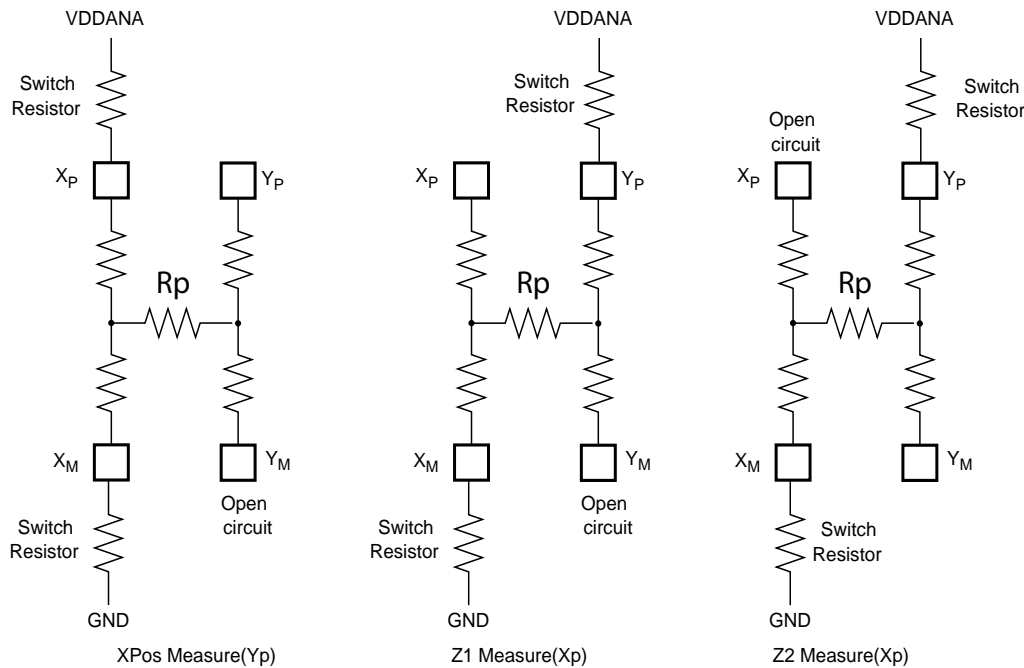 VDDANA
Switch
Resistor
XP
YP
Rp
XM
YM
Open
circuit
Switch
Resistor
GND
XPos Measure(Yp)
VDDANA
Switch
Resistor
XP
YP
Rp
XM
YM
Open
circuit
Switch
Resistor
GND
Z1 Measure(Xp)
VDDANA
Switch
Resistor
Open
circuit
XP
YP
Rp
XM
YM
Switch
Resistor
GND
Z2 Measure(Xp)